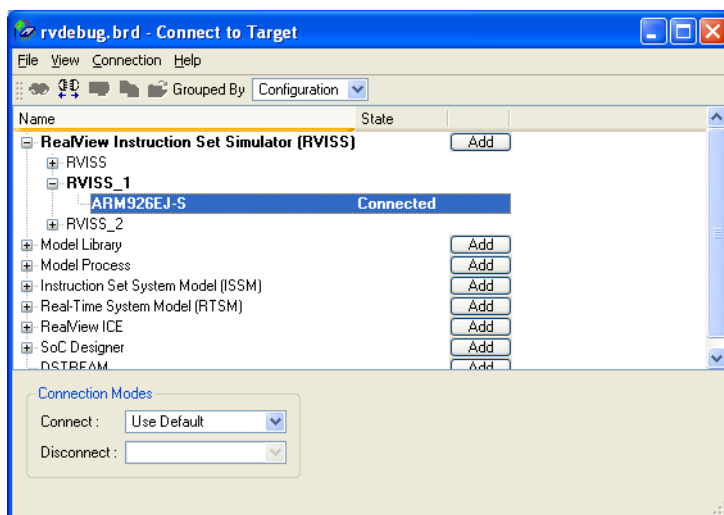 rvdebug.brd - Connect to Target
File View Connection Help
Grouped By Configuration
Name State
RealView Instruction Set Simulator (RVISS) Add
RVISS
RVISS_1
ARM926EJ-S Connected
RVISS_2
Model Library Add
Model Process Add
Instruction Set System Model (ISSM) Add
Real-Time System Model (RTSM) Add
RealView ICE Add
SoC Designer Add
DSTREAM Add
Connection Modes
Connect : Use Default
Disconnect :